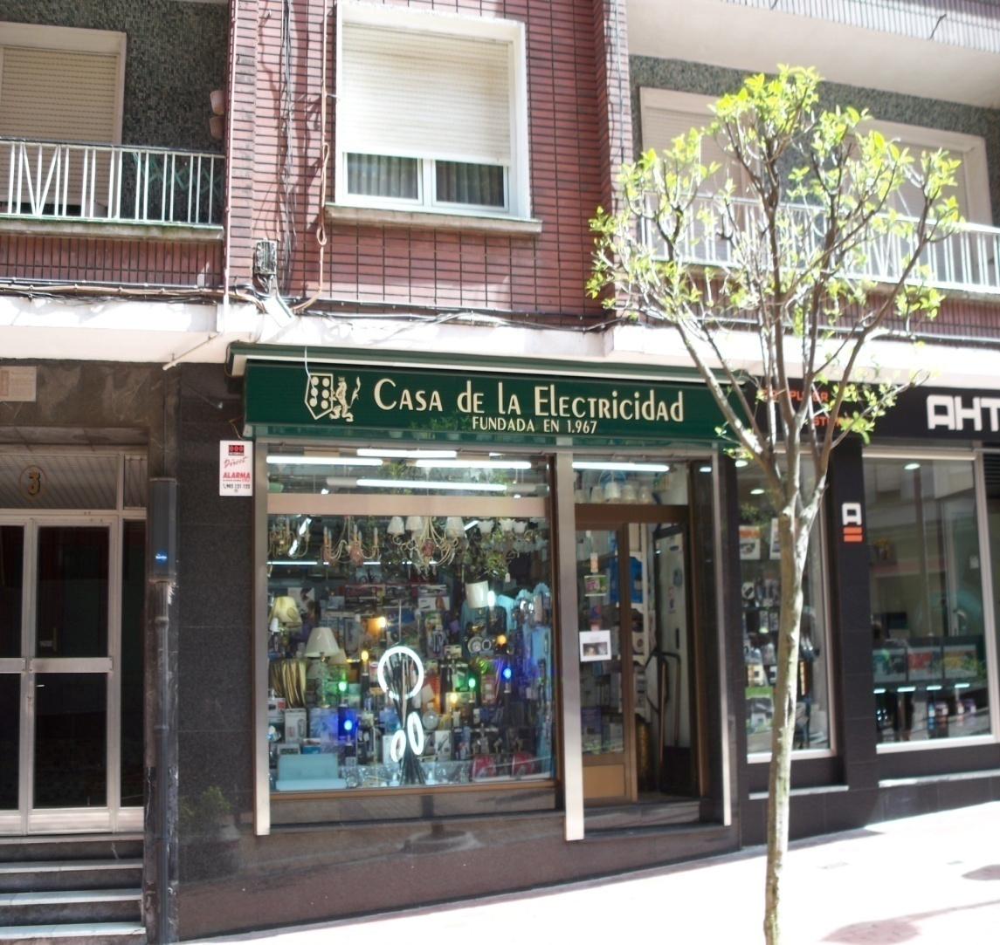 Casa de la Electricidad
FUNDADA EN 1.967
3
Direct
ALARMA
A
AHT